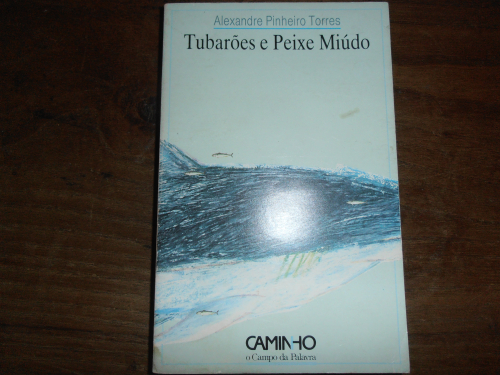 Alexandre Pinheiro Torres
Tubarões e Peixe Miúdo
CAMINHO
o Campo da Palavra